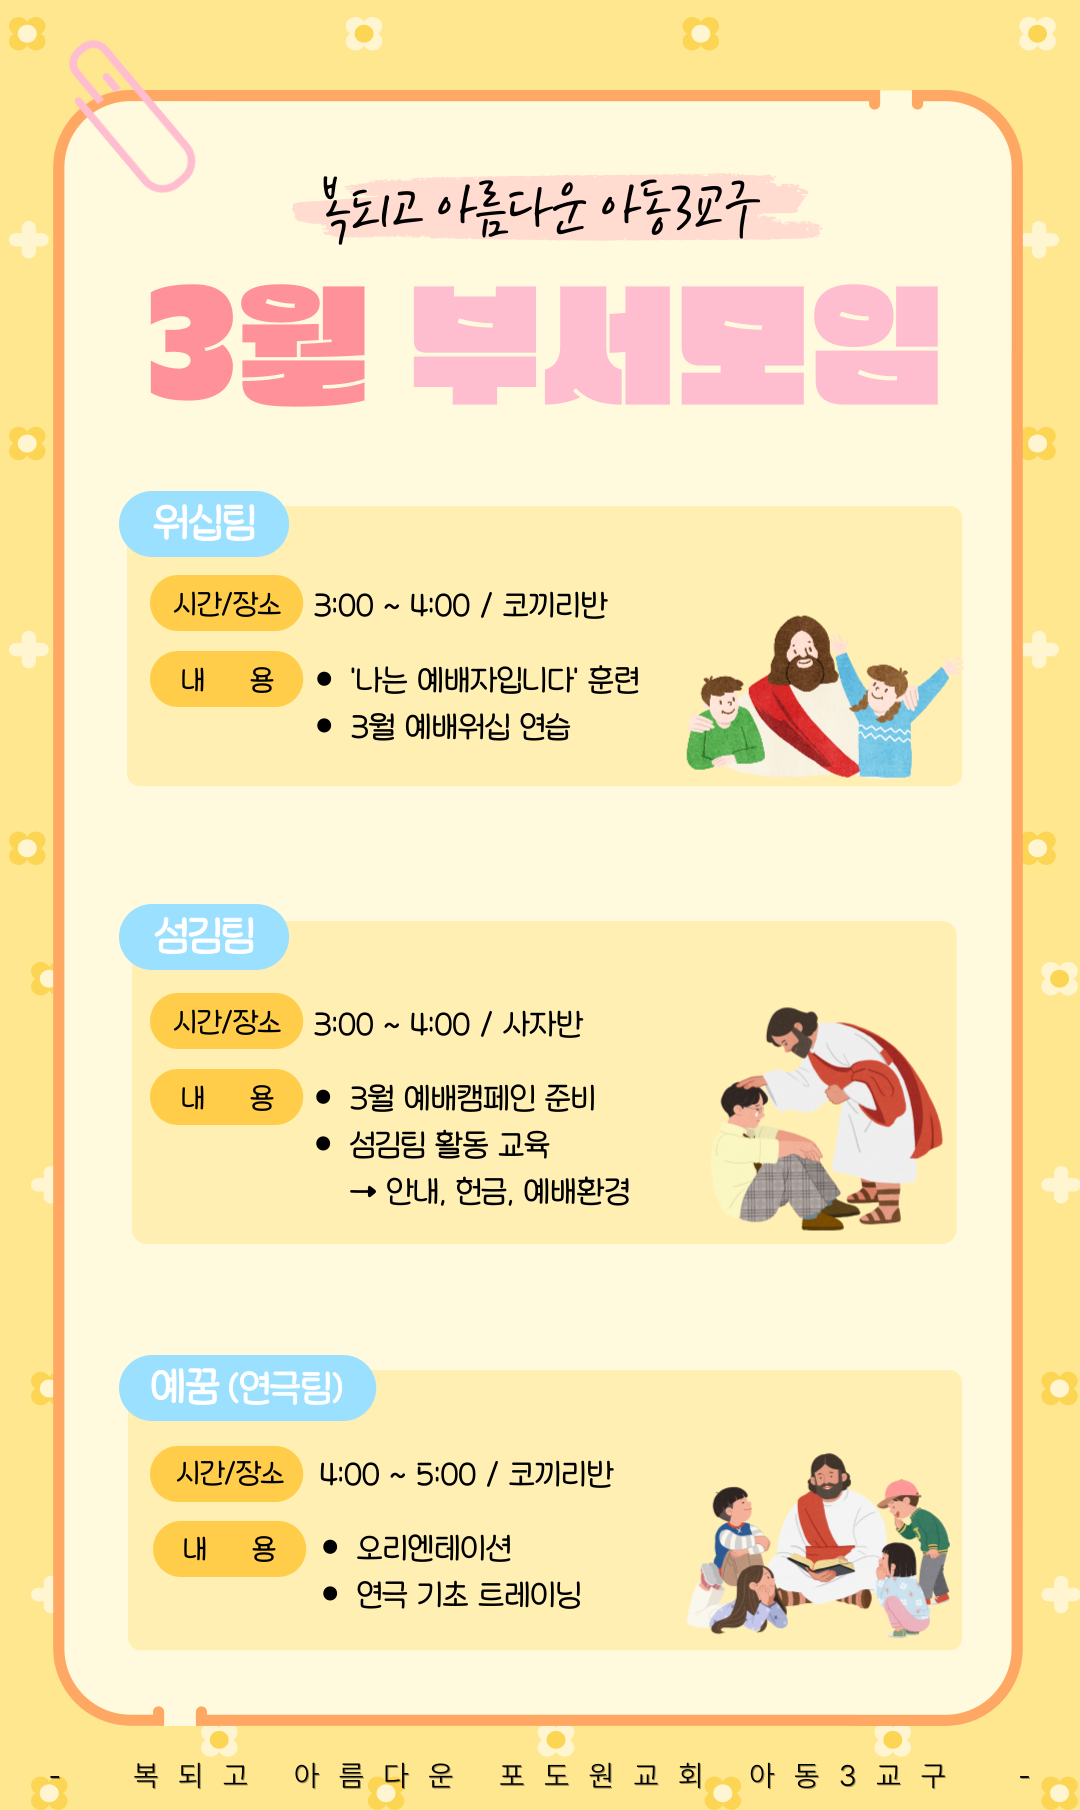 복되고 아름다운 아동3교구
3월 부서모임
위십팀
시간/장소 3:00 ~ 4:00 / 코끼리반
내 용 • '나는 예배자입니다' 훈련
• 3월 예배워십 연습
섬김팀
시간/장소 3:00 ~ 4:00 / 사자반
내 용 • 3월 예배캠페인 준비
• 섬김팀 활동 교육
→ 안내, 헌금, 예배환경
예꿈 (연극팀)
시간/장소 4:00 ~ 5:00 / 코끼리반
내 용 • 오리엔테이션
• 연극 기초 트레이닝
- 복되고 아름다운 포도원교회 아동3교구 -